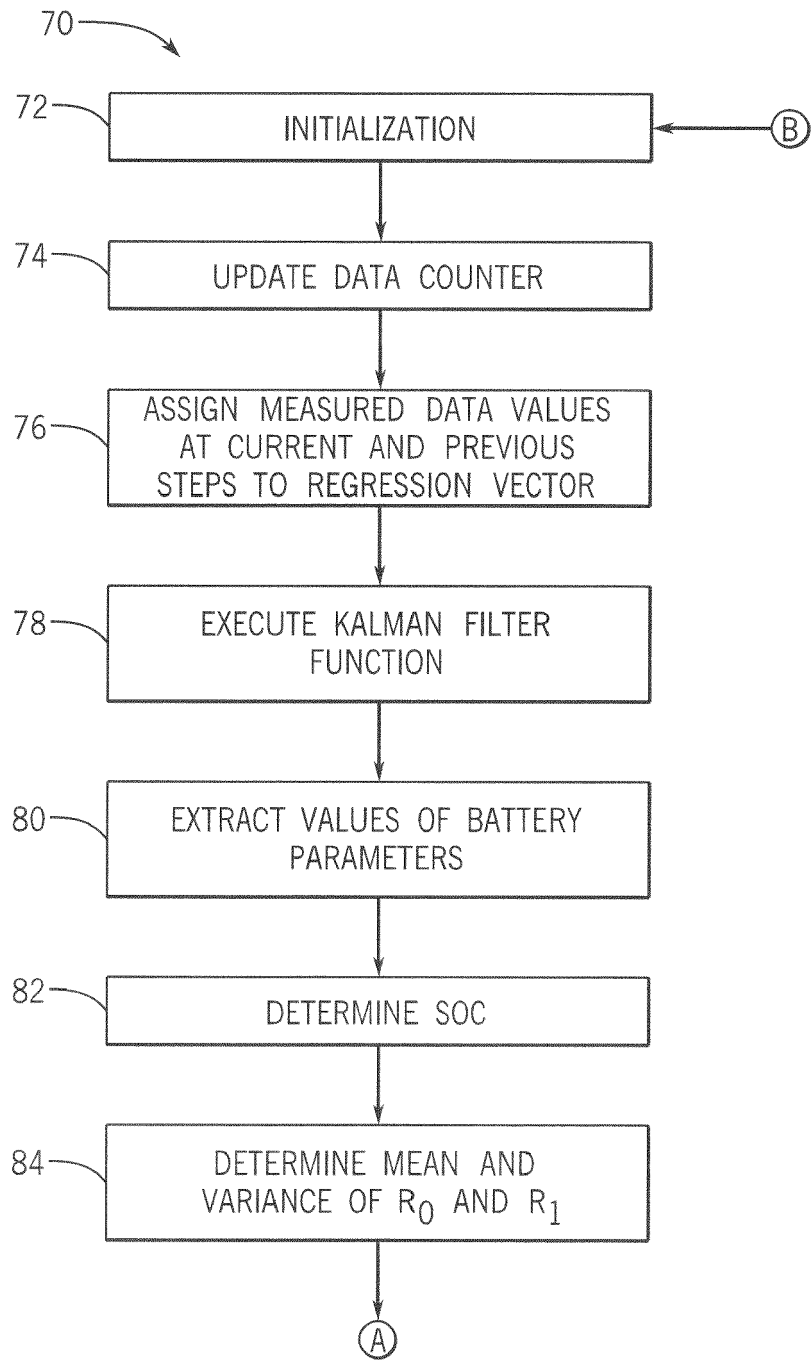 70
72
INITIALIZATION
B
74
UPDATE DATA COUNTER
76
ASSIGN MEASURED DATA VALUES
AT CURRENT AND PREVIOUS
STEPS TO REGRESSION VECTOR
78
EXECUTE KALMAN FILTER
FUNCTION
80
EXTRACT VALUES OF BATTERY
PARAMETERS
82
DETERMINE SOC
84
DETERMINE MEAN AND
VARIANCE OF R0 AND R1
A